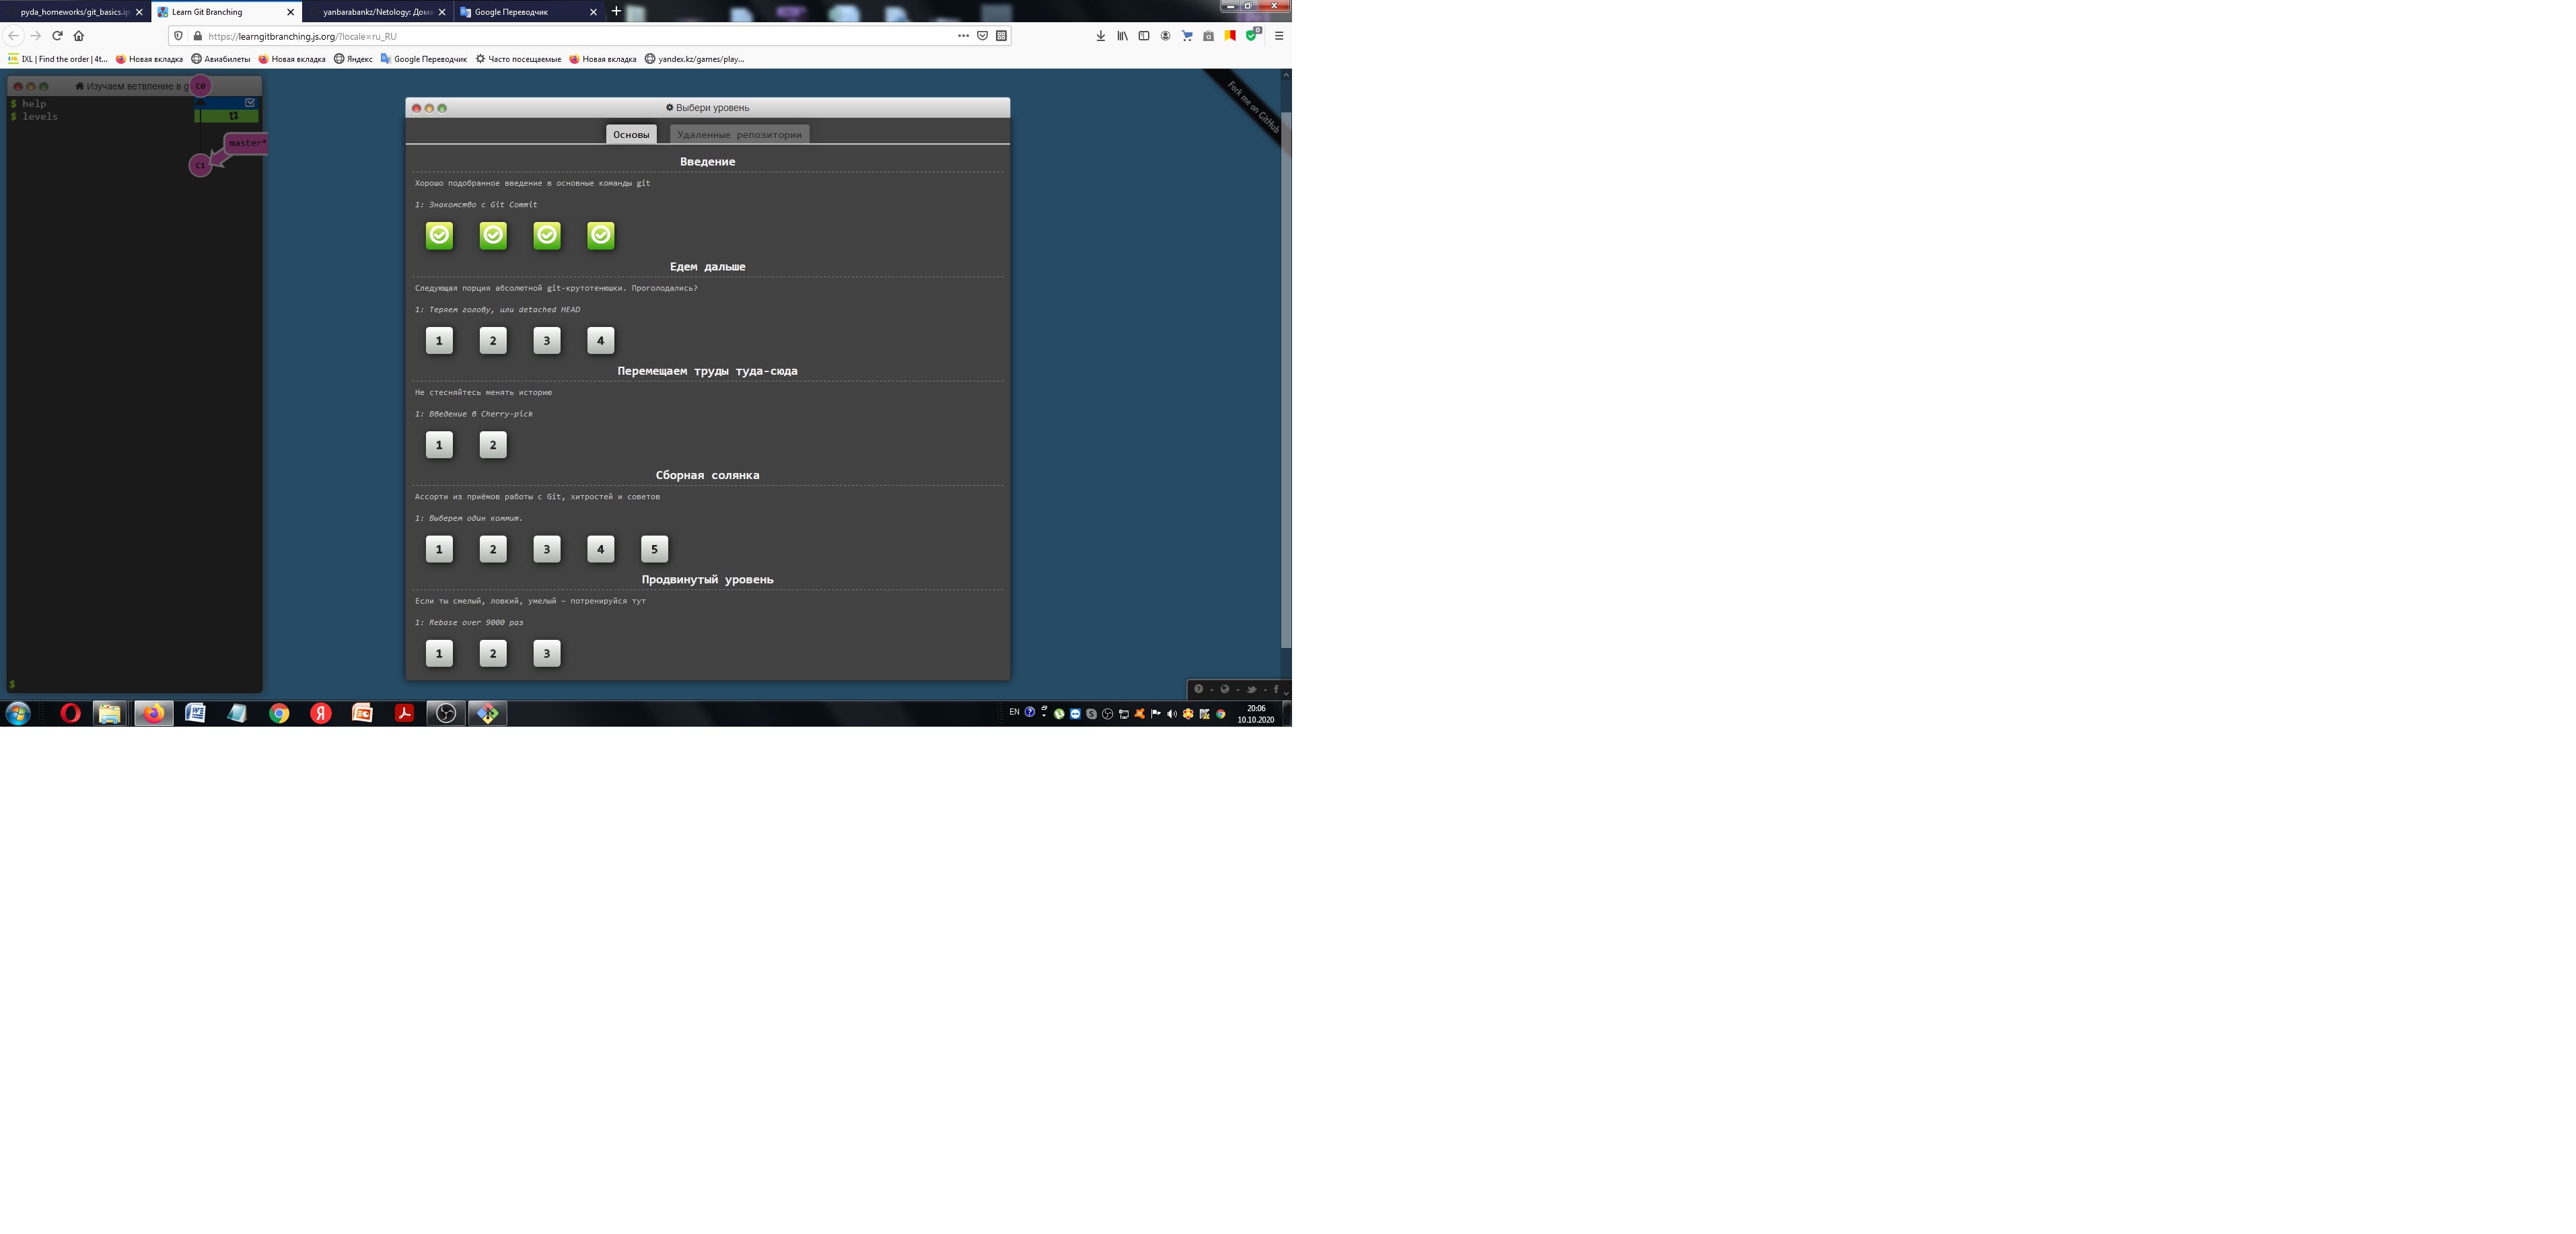 pyda_homeworks/git_basics.ip
Learn Git Branching
yanbarabankz/Netology: Дома
Google Переводчик
https://learngitbranching.js.org/?locale=ru_RU
IXL | Find the order | 4t...
Новая вкладка
Авиабилеты
Новая вкладка
Яндекс
Google Переводчик
Часто посещаемые
Новая вкладка
yandex.kz/games/play...
Изучаем ветвление в g
C0
$ help
$ levels
master*
C1
$
Fork me on GitHub
Выбери уровень
Основы
Удаленные репозитории
Введение
Хорошо подобранное введение в основные команды git
1: Знакомство с Git Commit
Едем дальше
Следующая порция абсолютной git-крутотенюшки. Проголодались?
1: Теряем голову, или detached HEAD
1 2 3 4
Перемещаем труды туда-сюда
Не стесняйтесь менять историю
1: Введение в Cherry-pick
1 2
Сборная солянка
Ассорти из приёмов работы с Git, хитростей и советов
1: Выберем один коммит.
1 2 3 4 5
Продвинутый уровень
Если ты смелый, ловкий, умелый – потренируйся тут
1: Rebase over 9000 раз
1 2 3
EN
20:06
10.10.2020